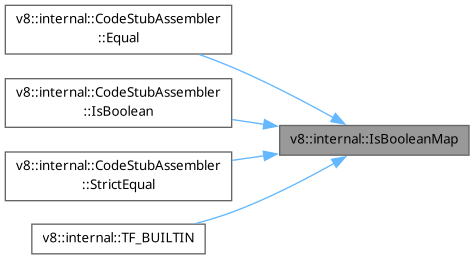 v8::internal::CodeStubAssembler
::Equal
v8::internal::CodeStubAssembler
::IsBoolean
v8::internal::IsBooleanMap
v8::internal::CodeStubAssembler
::StrictEqual
v8::internal::TF_BUILTIN